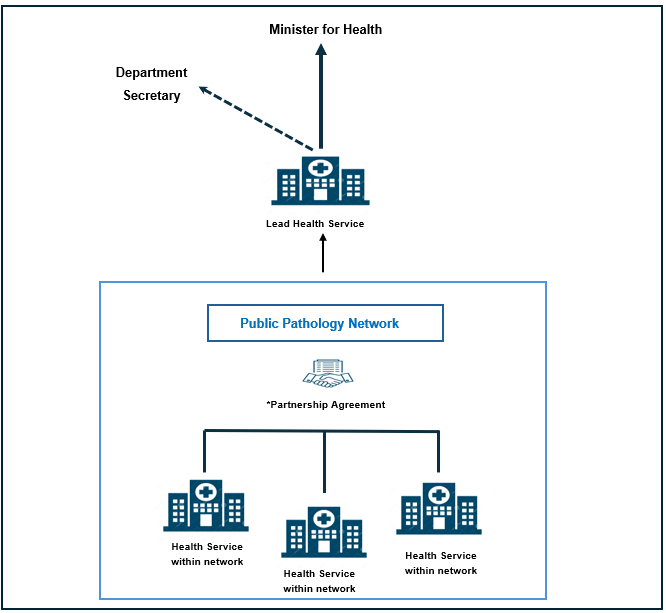 Minister for Health
Department
Secretary
Lead Health Service
Public Pathology Network
*Partnership Agreement
Health Service
within network
Health Service
within network
Health Service
within network